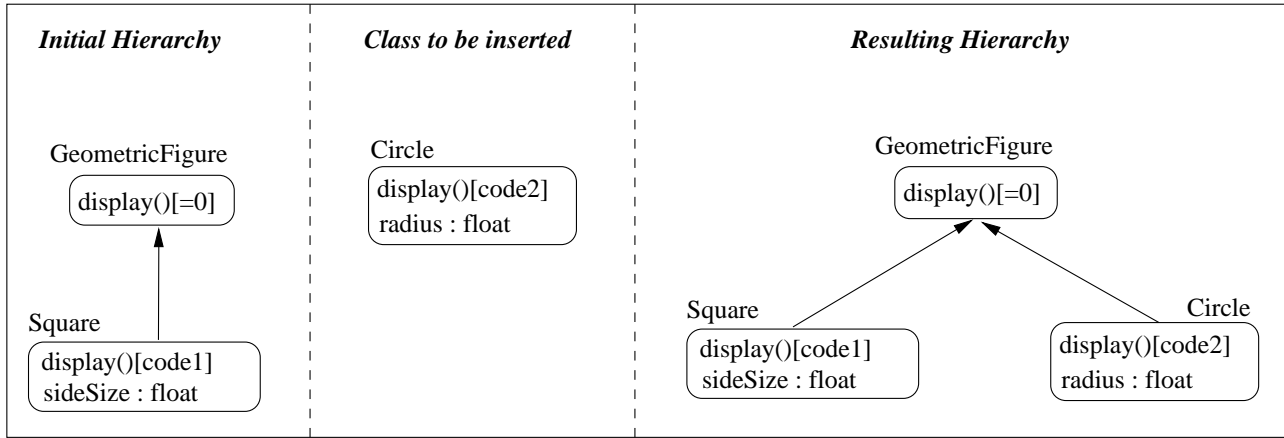 Initial Hierarchy
GeometricFigure
display()[=0]
Square
display()[code1]
sideSize : float
Class to be inserted
Circle
display()[code2]
radius : float
Resulting Hierarchy
GeometricFigure
display()[=0]
Square
display()[code1]
sideSize : float
Circle
display()[code2]
radius : float